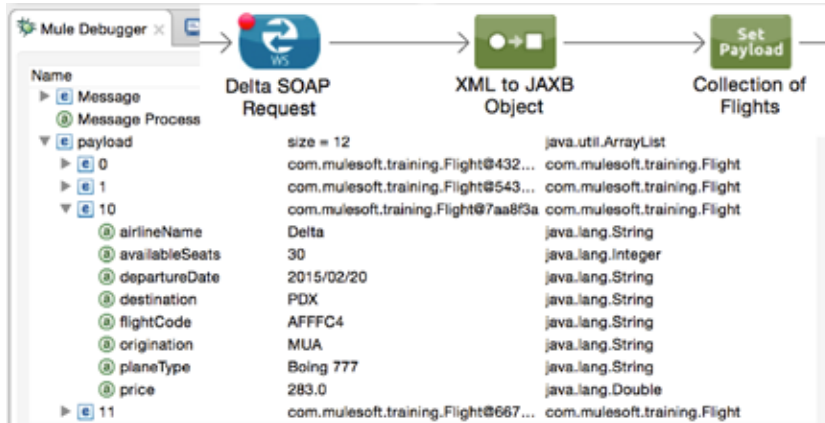 Mule Debugger
WS
Set
Payload
Delta SOAP
Request
XML to JAXB
Object
Collection of
Flights
Name
e Message
a Message Process
e payload size = 12 java.util.ArrayList
e 0 com.mulesoft.training.Flight@432... com.mulesoft.training.Flight
e 1 com.mulesoft.training.Flight@543... com.mulesoft.training.Flight
e 10 com.mulesoft.training.Flight@7aa8f3a com.mulesoft.training.Flight
a airlineName Delta java.lang.String
a availableSeats 30 java.lang.Integer
a departureDate 2015/02/20 java.lang.String
a destination PDX java.lang.String
a flightCode AFFFC4 java.lang.String
a origination MUA java.lang.String
a planeType Boing 777 java.lang.String
a price 283.0 java.lang.Double
e 11 com.mulesoft.training.Flight@667... com.mulesoft.training.Flight